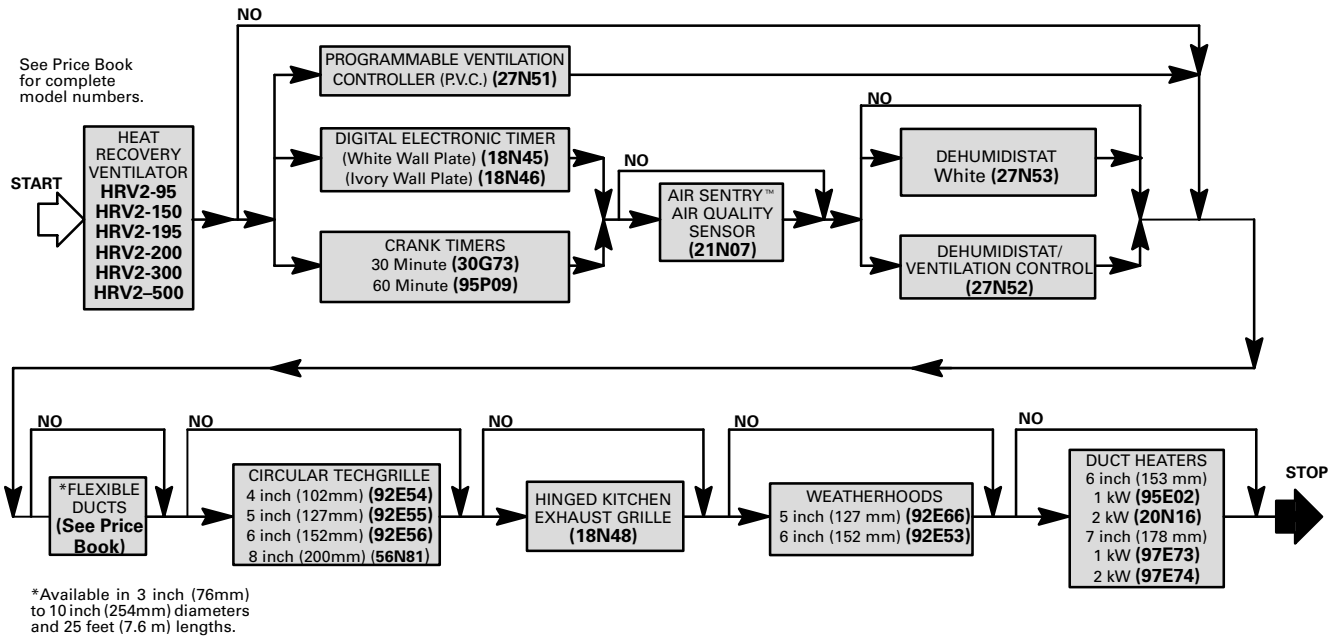 NO
See Price Book
for complete
model numbers.
START
HEAT
RECOVERY
VENTILATOR
HRV2-95
HRV2-150
HRV2-195
HRV2-200
HRV2-300
HRV2–500
PROGRAMMABLE VENTILATION
CONTROLLER (P.V.C.) (27N51)
DIGITAL ELECTRONIC TIMER
(White Wall Plate) (18N45)
(Ivory Wall Plate) (18N46)
CRANK TIMERS
30 Minute (30G73)
60 Minute (95P09)
NO
AIR SENTRY™
AIR QUALITY
SENSOR
(21N07)
NO
DEHUMIDISTAT
White (27N53)
DEHUMIDISTAT/
VENTILATION CONTROL
(27N52)
NO
*FLEXIBLE
DUCTS
(See Price
Book)
NO
CIRCULAR TECHGRILLE
4 inch (102mm) (92E54)
5 inch (127mm) (92E55)
6 inch (152mm) (92E56)
8 inch (200mm) (56N81)
NO
HINGED KITCHEN
EXHAUST GRILLE
(18N48)
NO
WEATHERHOODS
5 inch (127 mm) (92E66)
6 inch (152 mm) (92E53)
NO
DUCT HEATERS
6 inch (153 mm)
1 kW (95E02)
2 kW (20N16)
7 inch (178 mm)
1 kW (97E73)
2 kW (97E74)
STOP
*Available in 3 inch (76mm)
to 10 inch (254mm) diameters
and 25 feet (7.6 m) lengths.